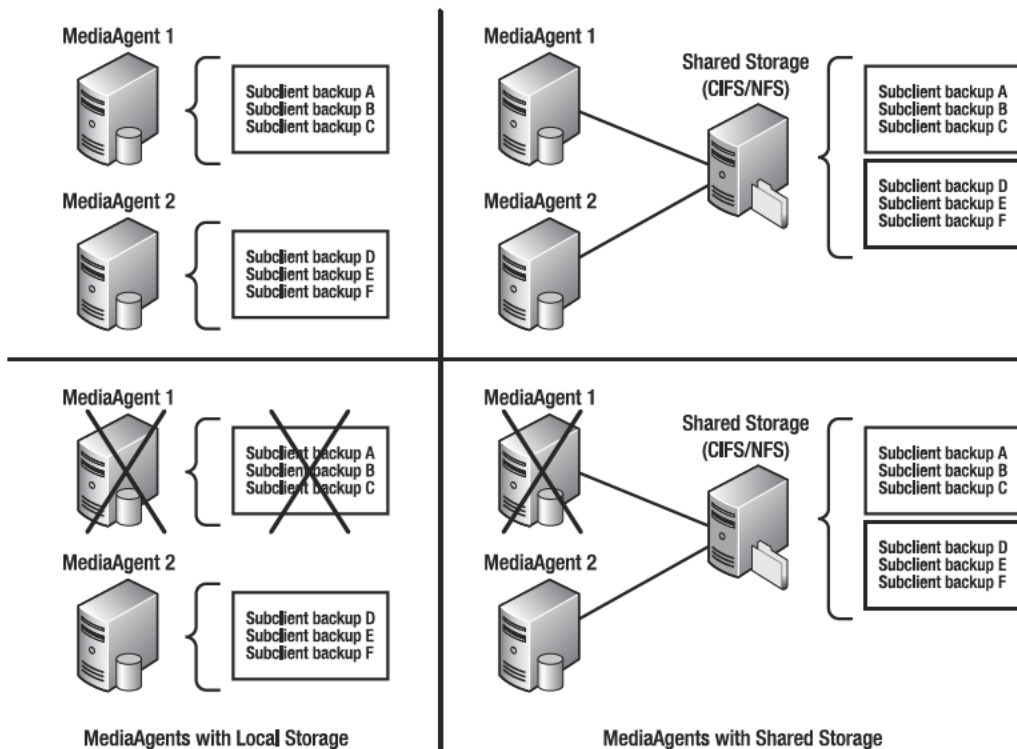 MediaAgent 1
Subclient backup A
Subclient backup B
Subclient backup C
MediaAgent 2
Subclient backup D
Subclient backup E
Subclient backup F
MediaAgent 1
Shared Storage
(CIFS/NFS)
Subclient backup A
Subclient backup B
Subclient backup C
MediaAgent 2
Subclient backup D
Subclient backup E
Subclient backup F
MediaAgent 1
Subclient backup A
Subclient backup B
Subclient backup C
MediaAgent 2
Subclient backup D
Subclient backup E
Subclient backup F
MediaAgents with Local Storage
MediaAgent 1
Shared Storage
(CIFS/NFS)
Subclient backup A
Subclient backup B
Subclient backup C
MediaAgent 2
Subclient backup D
Subclient backup E
Subclient backup F
MediaAgents with Shared Storage